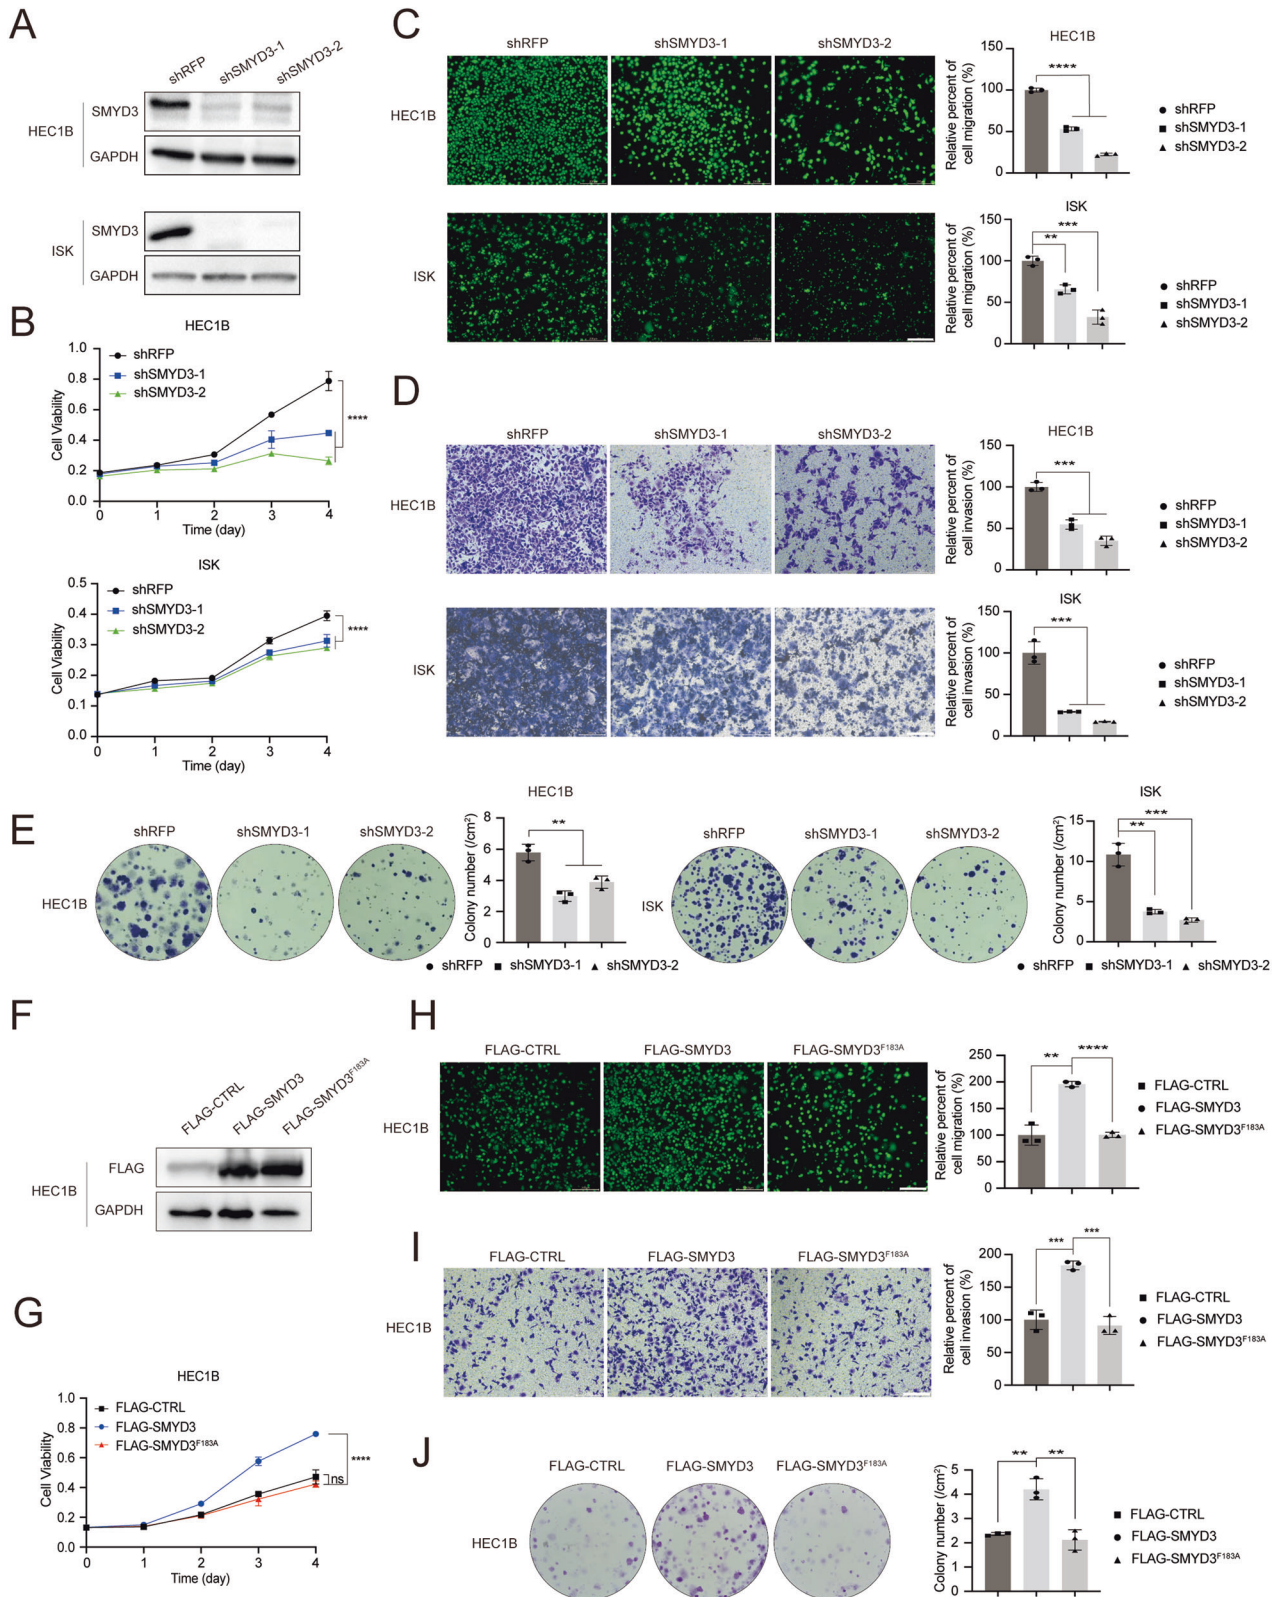 A
shRFP
shSMYD3-1
shSMYD3-2
HEC1B
SMYD3
GAPDH
ISK
SMYD3
GAPDH
B
HEC1B
Cell Viability
1.0
0.8
0.6
0.4
0.2
0.0
shRFP
shSMYD3-1
shSMYD3-2
****
0 1 2 3 4
Time (day)
ISK
Cell Viability
0.5
0.4
0.3
0.2
0.1
0.0
shRFP
shSMYD3-1
shSMYD3-2
****
0 1 2 3 4
Time (day)
C
shRFP shSMYD3-1 shSMYD3-2
HEC1B
ISK
HEC1B
Relative percent of
cell migration (%)
150
100
50
0
****
shRFP
shSMYD3-1
shSMYD3-2
ISK
Relative percent of
cell migration (%)
150
100
50
0
***
**
shRFP
shSMYD3-1
shSMYD3-2
D
shRFP shSMYD3-1 shSMYD3-2
HEC1B
ISK
HEC1B
Relative percent of
cell invasion (%)
150
100
50
0
***
shRFP
shSMYD3-1
shSMYD3-2
ISK
Relative percent of
cell invasion (%)
150
100
50
0
***
shRFP
shSMYD3-1
shSMYD3-2
E
shRFP shSMYD3-1 shSMYD3-2
HEC1B
HEC1B
Colony number (/cm²)
8
6
4
2
0
**
shRFP shSMYD3-1 shSMYD3-2
shRFP shSMYD3-1 shSMYD3-2
ISK
ISK
Colony number (/cm²)
15
10
5
0
***
**
shRFP shSMYD3-1 shSMYD3-2
F
FLAG-CTRL
FLAG-SMYD3
FLAG-SMYD3F183A
HEC1B
FLAG
GAPDH
G
HEC1B
Cell Viability
1.0
0.8
0.6
0.4
0.2
0.0
FLAG-CTRL
FLAG-SMYD3
FLAG-SMYD3F183A
****
ns
0 1 2 3 4
Time (day)
H
FLAG-CTRL FLAG-SMYD3 FLAG-SMYD3F183A
HEC1B
Relative percent of
cell migration (%)
250
200
150
100
50
0
** ****
FLAG-CTRL
FLAG-SMYD3
FLAG-SMYD3F183A
I
FLAG-CTRL FLAG-SMYD3 FLAG-SMYD3F183A
HEC1B
Relative percent of
cell invasion (%)
200
150
100
50
0
*** ***
FLAG-CTRL
FLAG-SMYD3
FLAG-SMYD3F183A
J
FLAG-CTRL FLAG-SMYD3 FLAG-SMYD3F183A
HEC1B
Colony number (/cm²)
5
4
3
2
1
0
** **
FLAG-CTRL
FLAG-SMYD3
FLAG-SMYD3F183A